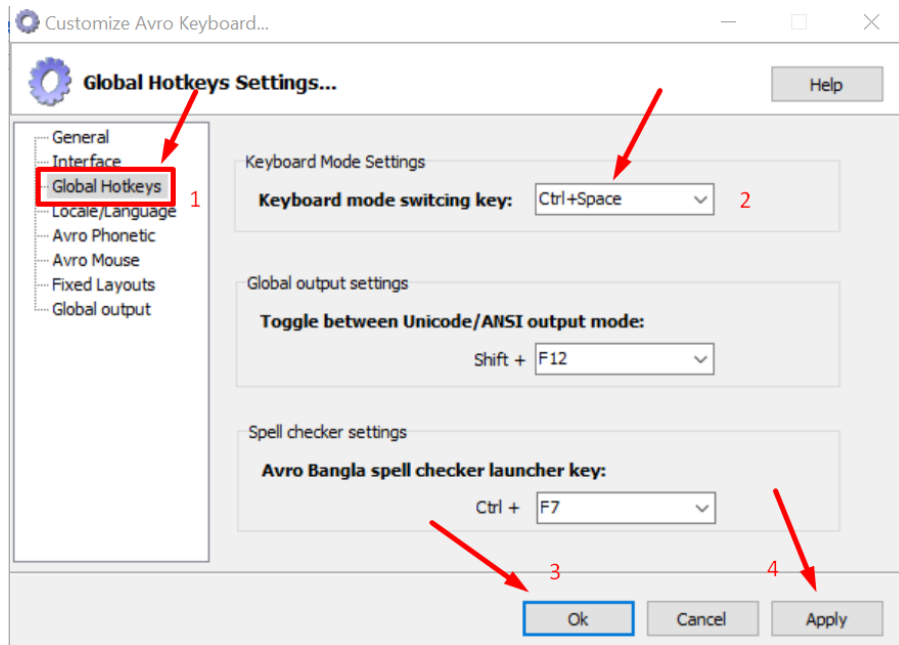 Customize Avro Keyboard...
Global Hotkeys Settings...
Help
General
Interface
Global Hotkeys
1
Locale/Language
Avro Phonetic
Avro Mouse
Fixed Layouts
Global output
Keyboard Mode Settings
Keyboard mode switcing key: Ctrl+Space 2
Global output settings
Toggle between Unicode/ANSI output mode:
Shift + F12
Spell checker settings
Avro Bangla spell checker launcher key:
Ctrl + F7
3 4
Ok Cancel Apply